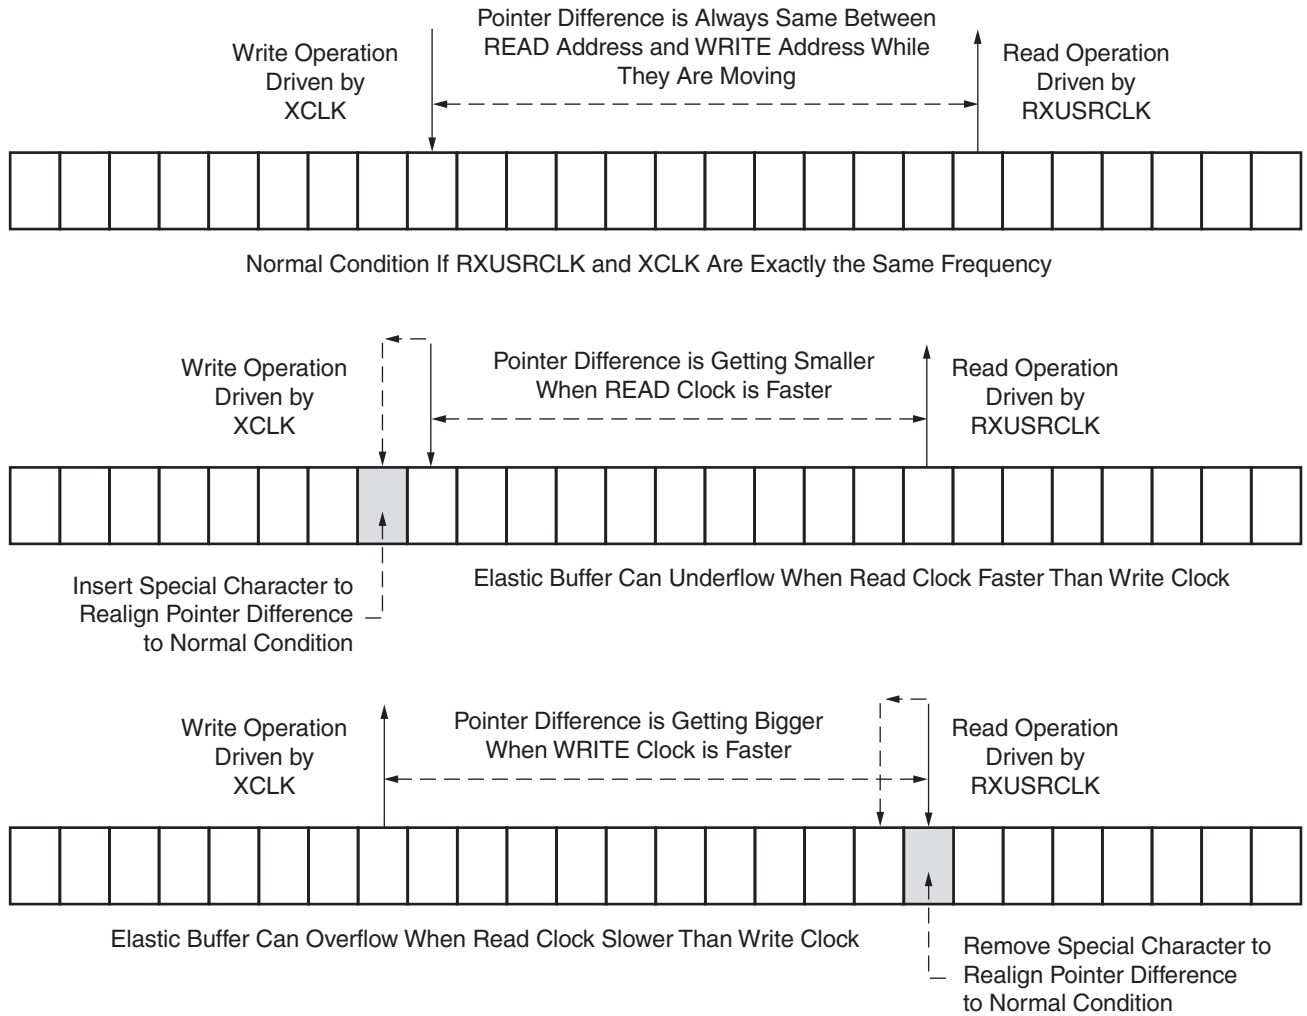 Pointer Difference is Always Same Between
READ Address and WRITE Address While
They Are Moving
Write Operation
Driven by
XCLK
Read Operation
Driven by
RXUSRCLK
Normal Condition If RXUSRCLK and XCLK Are Exactly the Same Frequency
Write Operation
Driven by
XCLK
Pointer Difference is Getting Smaller
When READ Clock is Faster
Read Operation
Driven by
RXUSRCLK
Insert Special Character to
Realign Pointer Difference
to Normal Condition
Elastic Buffer Can Underflow When Read Clock Faster Than Write Clock
Write Operation
Driven by
XCLK
Pointer Difference is Getting Bigger
When WRITE Clock is Faster
Read Operation
Driven by
RXUSRCLK
Elastic Buffer Can Overflow When Read Clock Slower Than Write Clock
Remove Special Character to
Realign Pointer Difference
to Normal Condition